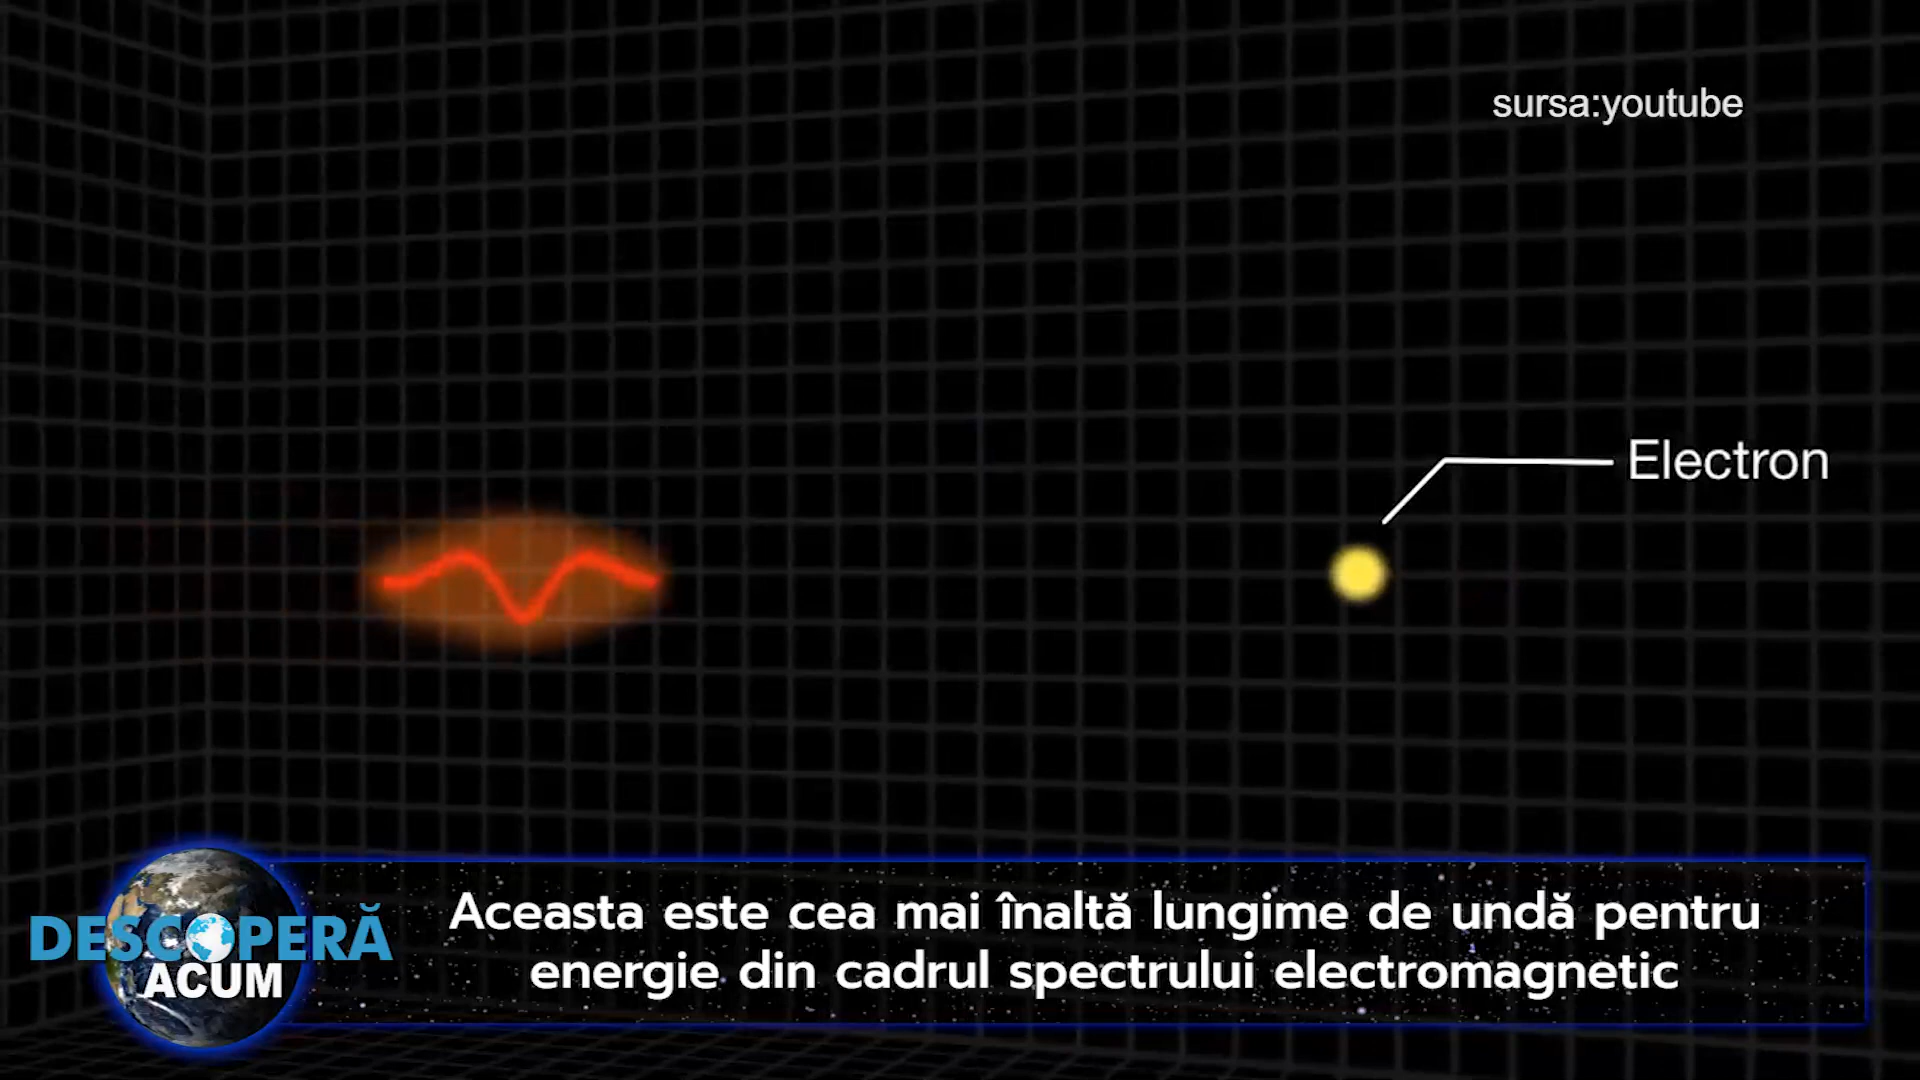 sursa:youtube
Electron
DESCOPERĂ
ACUM
Aceasta este cea mai înaltă lungime de undă pentru
energie din cadrul spectrului electromagnetic